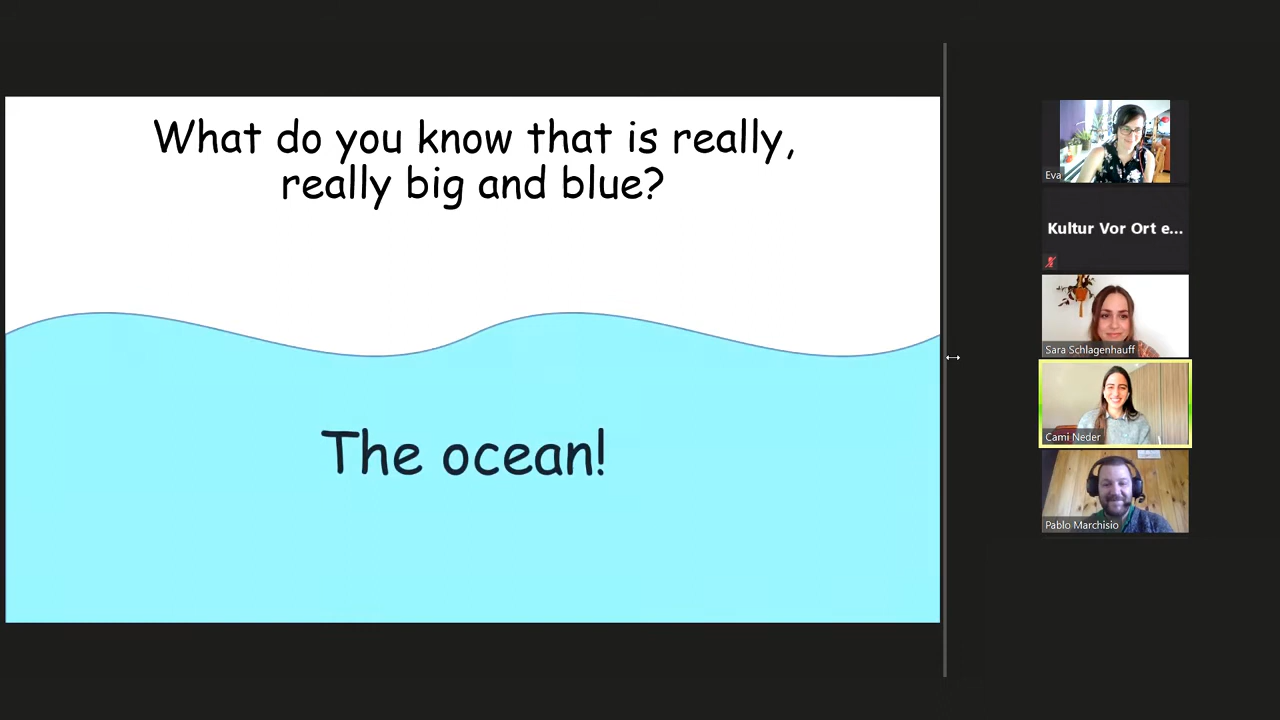 What do you know that is really,
really big and blue?
The ocean!
Eva
Kultur Vor Ort e...
Sara Schlagenhauff
Cami Neder
Pablo Marchisio